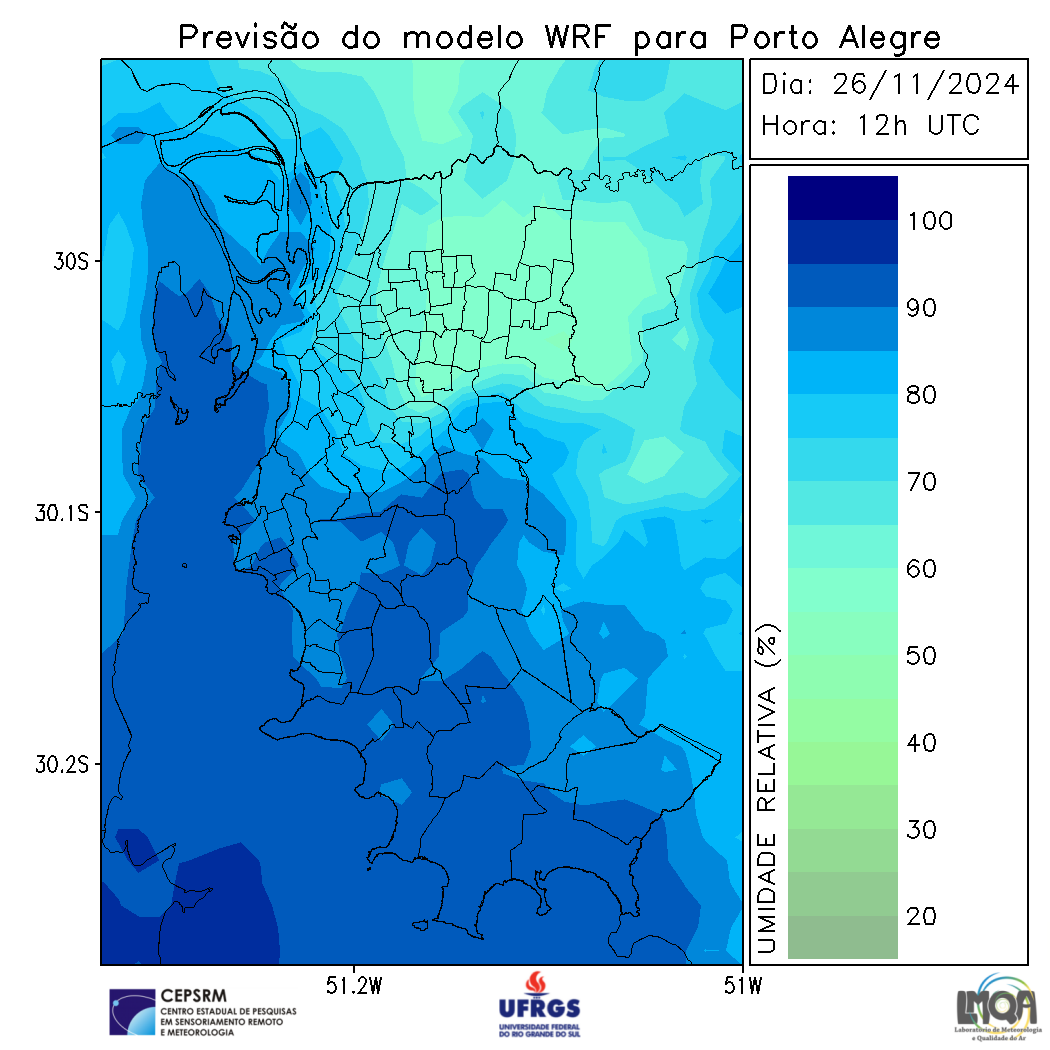 Previsão do modelo WRF para Porto Alegre
Dia: 26/11/2024
Hora: 12h UTC
30S
30.1S
30.2S
51.2W
51W
UMIDADE RELATIVA (%)
100
90
80
70
60
50
40
30
20
CEPSRM
CENTRO ESTADUAL DE PESQUISAS
EM SENSORIAMENTO REMOTO
E METEOROLOGIA
UFRGS
UNIVERSIDADE FEDERAL
DO RIO GRANDE DO SUL
LMQA
Laboratório de Meteorologia
e Qualidade do Ar